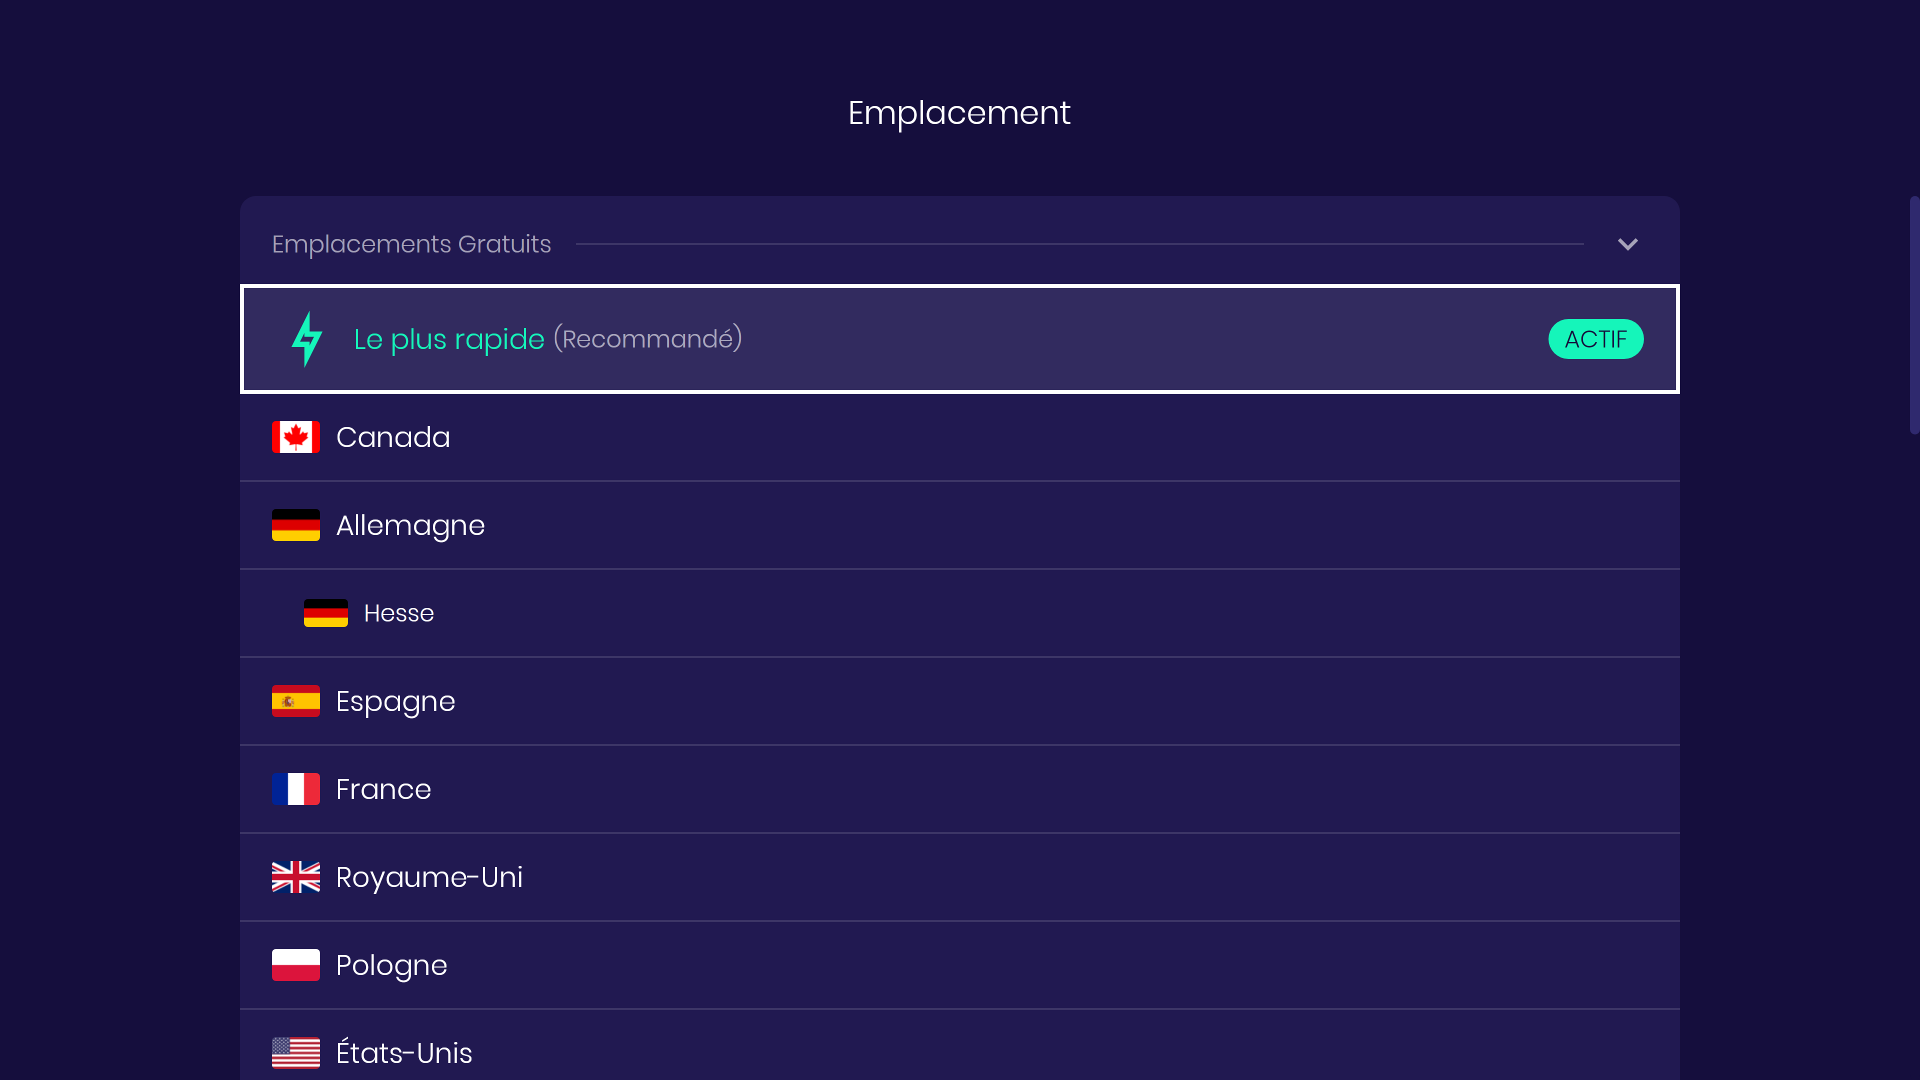 Emplacement
Emplacements Gratuits
Le plus rapide (Recommandé) ACTIF
Canada
Allemagne
Hesse
Espagne
France
Royaume-Uni
Pologne
États-Unis